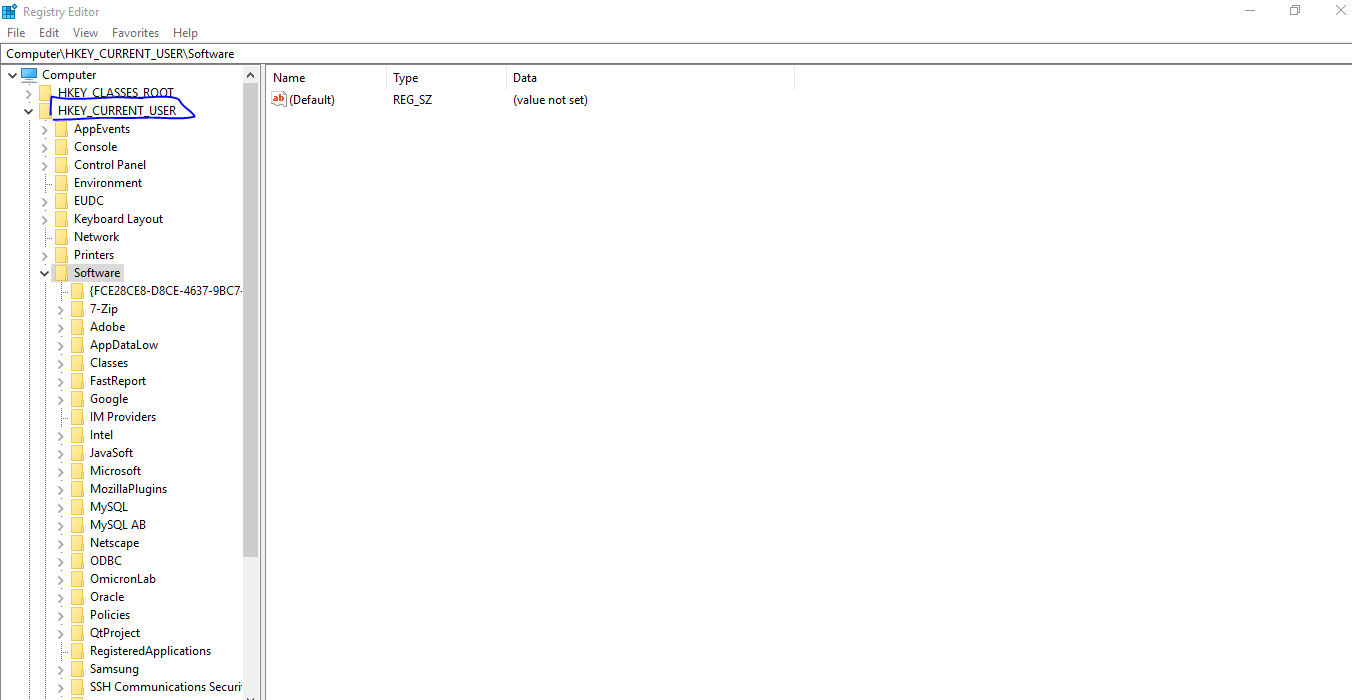 Registry Editor
File Edit View Favorites Help
Computer\HKEY_CURRENT_USER\Software
Computer
HKEY_CLASSES_ROOT
HKEY_CURRENT_USER
AppEvents
Console
Control Panel
Environment
EUDC
Keyboard Layout
Network
Printers
Software
{FCE28CE8-D8CE-4637-9BC7-
7-Zip
Adobe
AppDataLow
Classes
FastReport
Google
IM Providers
Intel
JavaSoft
Microsoft
MozillaPlugins
MySQL
MySQL AB
Netscape
ODBC
OmicronLab
Oracle
Policies
QtProject
RegisteredApplications
Samsung
SSH Communications Securi
Name Type Data
ab (Default) REG_SZ (value not set)